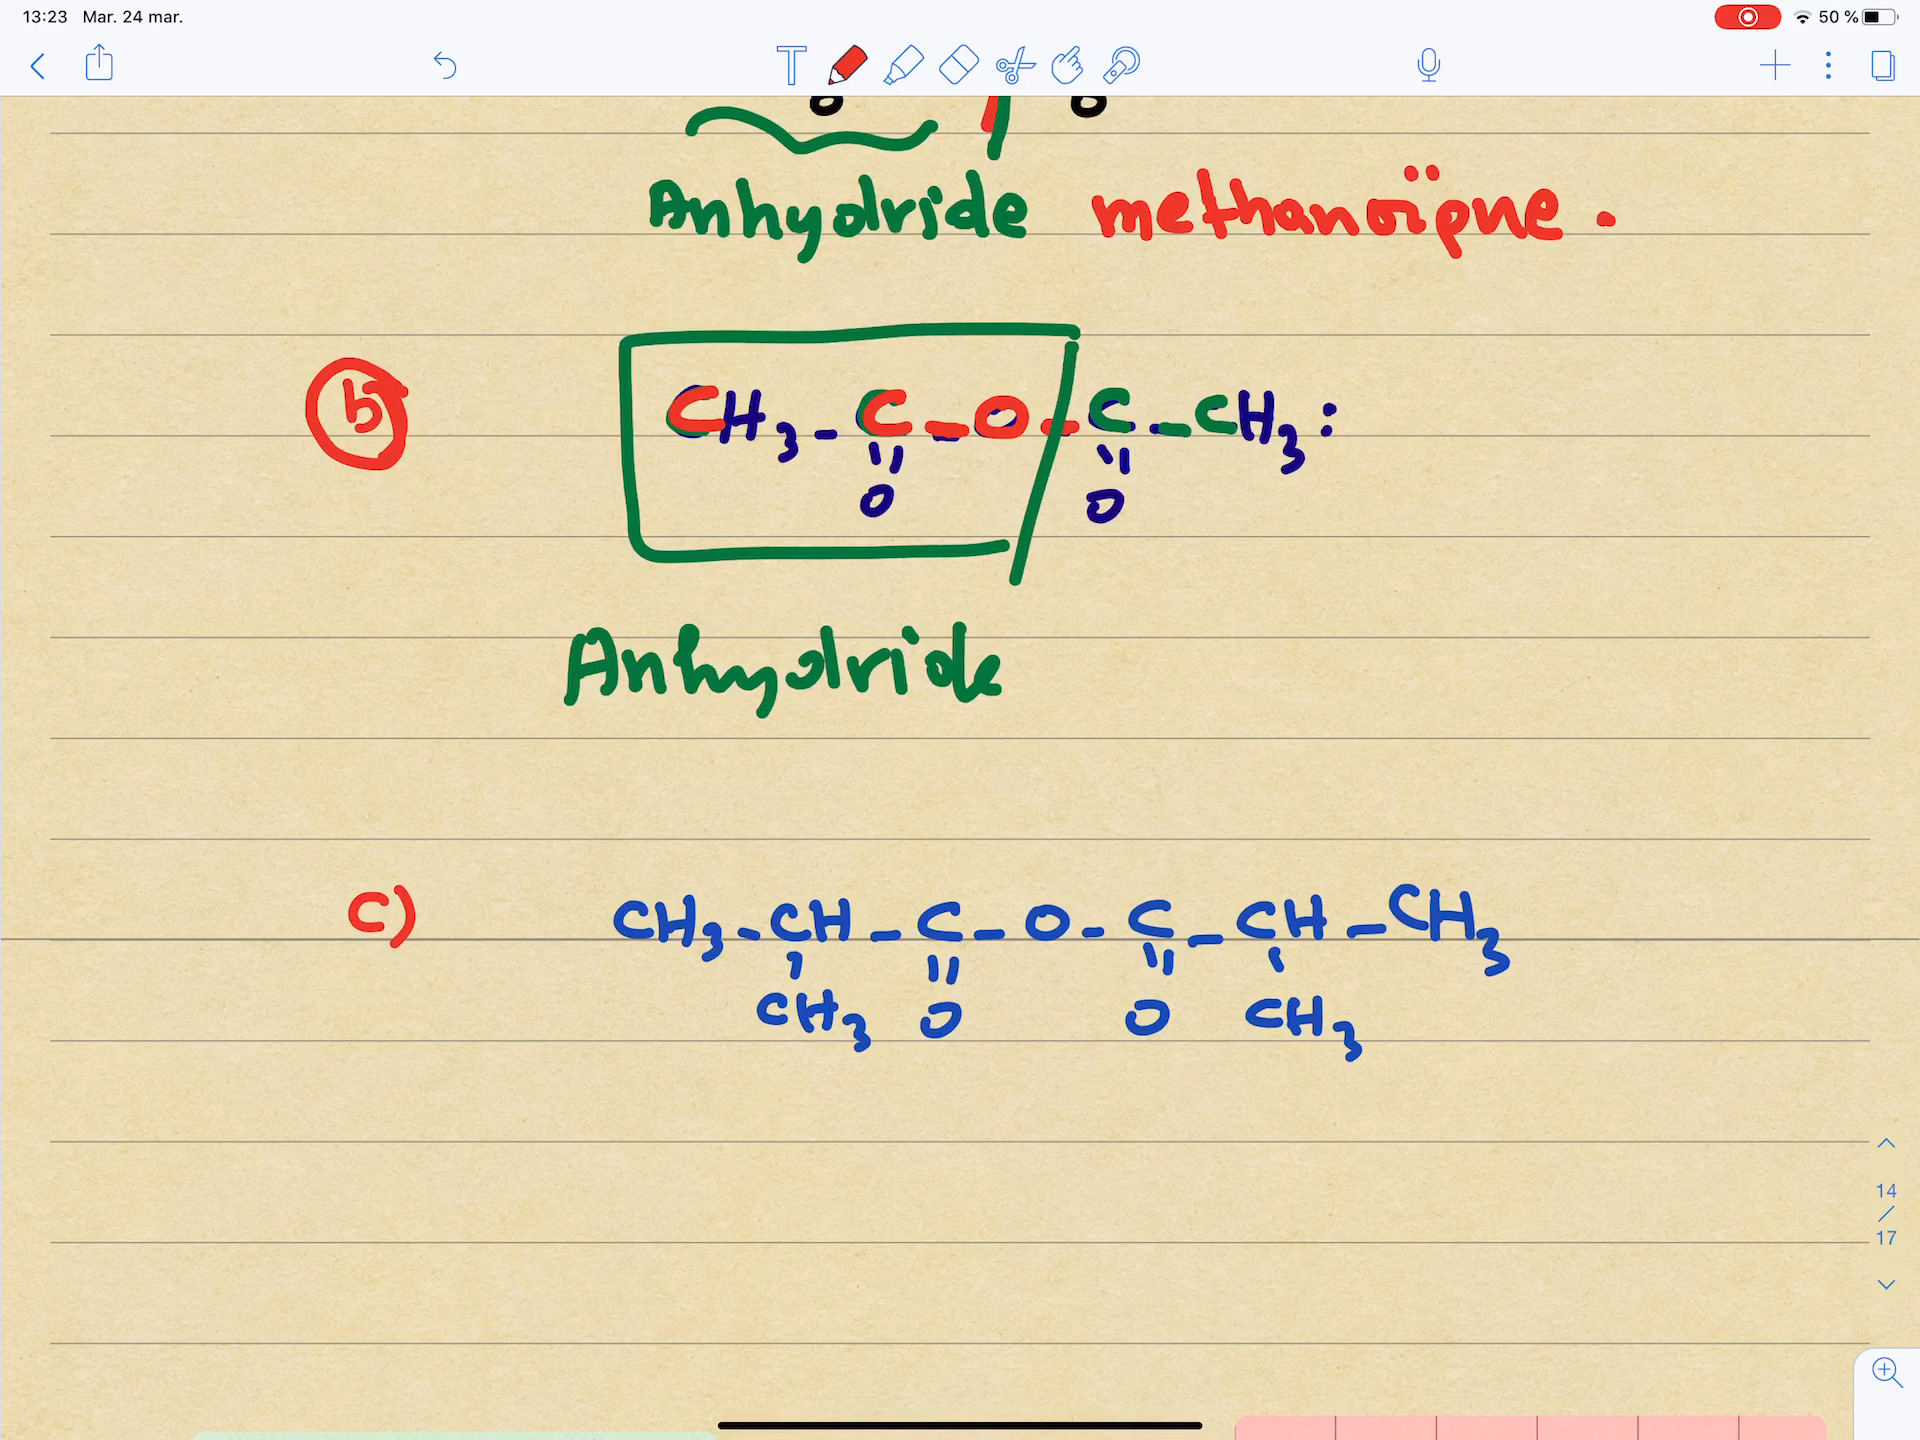 13:23 Mar. 24 mar. 50 %
T
Anhydride methanoïque.
b CH3-C-O-C-CH3:
O O
Anhydride
c) CH3-CH-C-O-C-CH-CH3
CH3 O O CH3
14
/
17